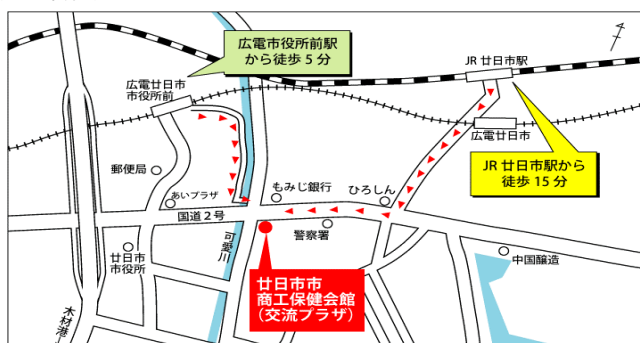 広電市役所前駅
から徒歩 5 分
JR 廿日市駅
広電廿日市
市役所前
広電廿日市
JR 廿日市駅から
徒歩 15 分
郵便局
あいプラザ
もみじ銀行
ひろしん
国道2号
警察署
可愛川
廿日市
市役所
中国醸造
廿日市市
商工保健会館
（交流プラザ）
木材港